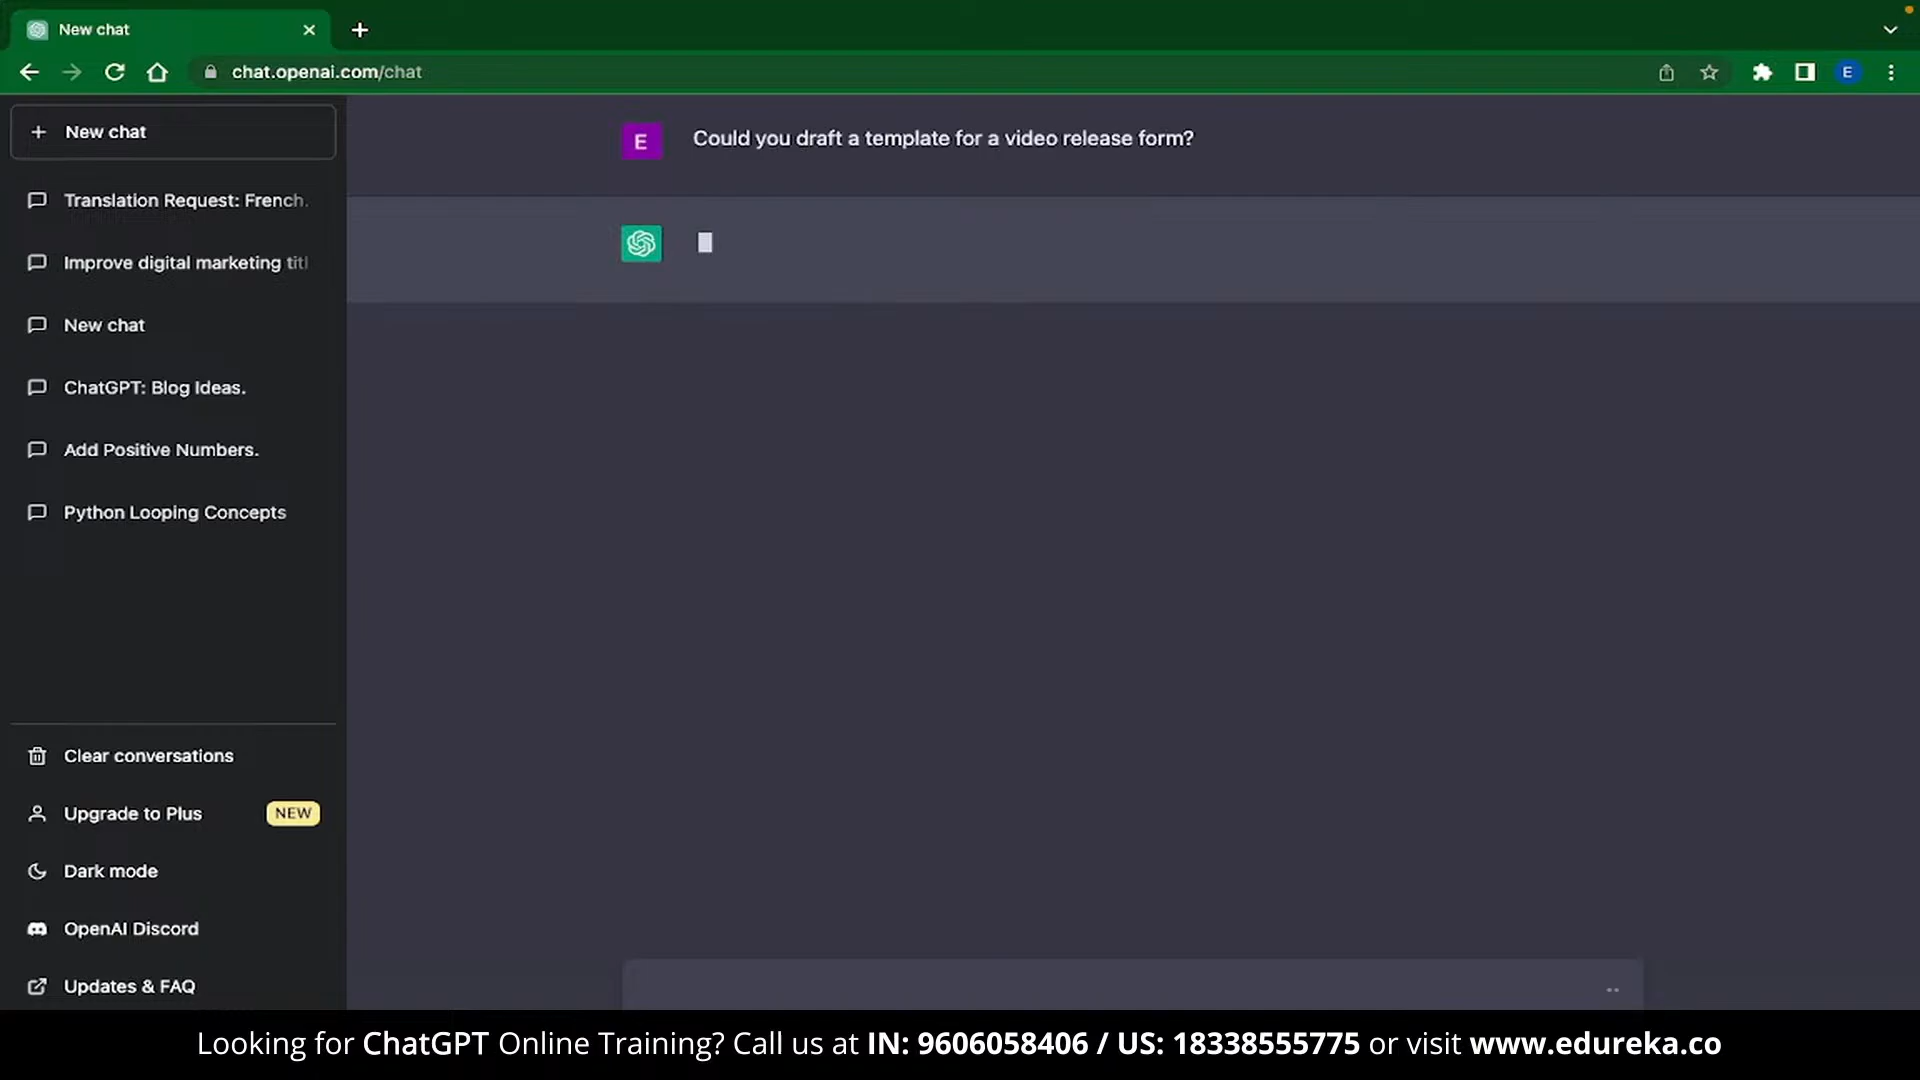 New chat
chat.openai.com/chat
E
New chat
E
Could you draft a template for a video release form?
Translation Request: French.
Improve digital marketing titl
New chat
ChatGPT: Blog Ideas.
Add Positive Numbers.
Python Looping Concepts
Clear conversations
Upgrade to Plus
NEW
Dark mode
OpenAI Discord
Updates & FAQ
Looking for ChatGPT Online Training? Call us at IN: 9606058406 / US: 18338555775 or visit www.edureka.co